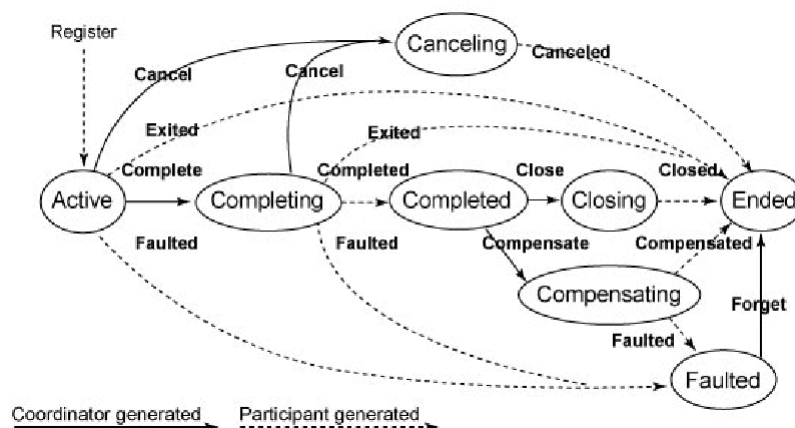 Register
Canceling
Canceled
Cancel
Cancel
Exited
Exited
Complete
Completed
Close
Closed
Active
Completing
Completed
Closing
Ended
Faulted
Faulted
Compensate
Compensated
Compensating
Forget
Faulted
Faulted
Coordinator generated
Participant generated